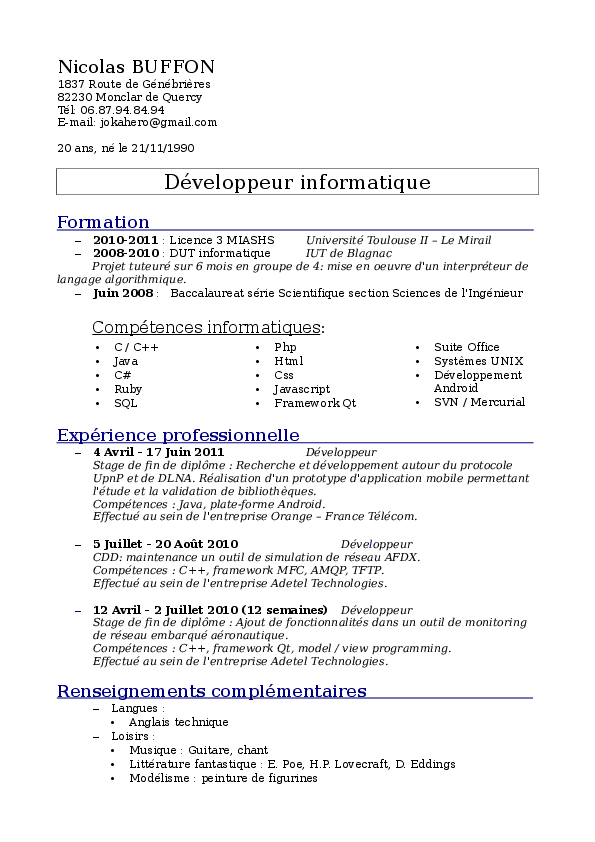 Nicolas BUFFON
1837 Route de Génébrières
82230 Monclar de Quercy
Tél: 06.87.94.84.94
E-mail: jokahero@gmail.com
20 ans, né le 21/11/1990
Développeur informatique
Formation
– 2010-2011 : Licence 3 MIASHS Université Toulouse II – Le Mirail
– 2008-2010 : DUT informatique IUT de Blagnac
Projet tuteuré sur 6 mois en groupe de 4: mise en oeuvre d'un interpréteur de
langage algorithmique.
– Juin 2008 : Baccalaureat série Scientifique section Sciences de l'Ingénieur
Compétences informatiques:
• C / C++
• Java
• C#
• Ruby
• SQL
• Php
• Html
• Css
• Javascript
• Framework Qt
• Suite Office
• Systèmes UNIX
• Développement
Android
• SVN / Mercurial
Expérience professionnelle
– 4 Avril - 17 Juin 2011 Développeur
Stage de fin de diplôme : Recherche et développement autour du protocole
UpnP et de DLNA. Réalisation d'un prototype d'application mobile permettant
l'étude et la validation de bibliothèques.
Compétences : Java, plate-forme Android.
Effectué au sein de l'entreprise Orange – France Télécom.
– 5 Juillet - 20 Août 2010 Développeur
CDD: maintenance un outil de simulation de réseau AFDX.
Compétences : C++, framework MFC, AMQP, TFTP.
Effectué au sein de l'entreprise Adetel Technologies.
– 12 Avril - 2 Juillet 2010 (12 semaines) Développeur
Stage de fin de diplôme : Ajout de fonctionnalités dans un outil de monitoring
de réseau embarqué aéronautique.
Compétences : C++, framework Qt, model / view programming.
Effectué au sein de l'entreprise Adetel Technologies.
Renseignements complémentaires
– Langues :
• Anglais technique
– Loisirs :
• Musique : Guitare, chant
• Littérature fantastique : E. Poe, H.P. Lovecraft, D. Eddings
• Modélisme : peinture de figurines